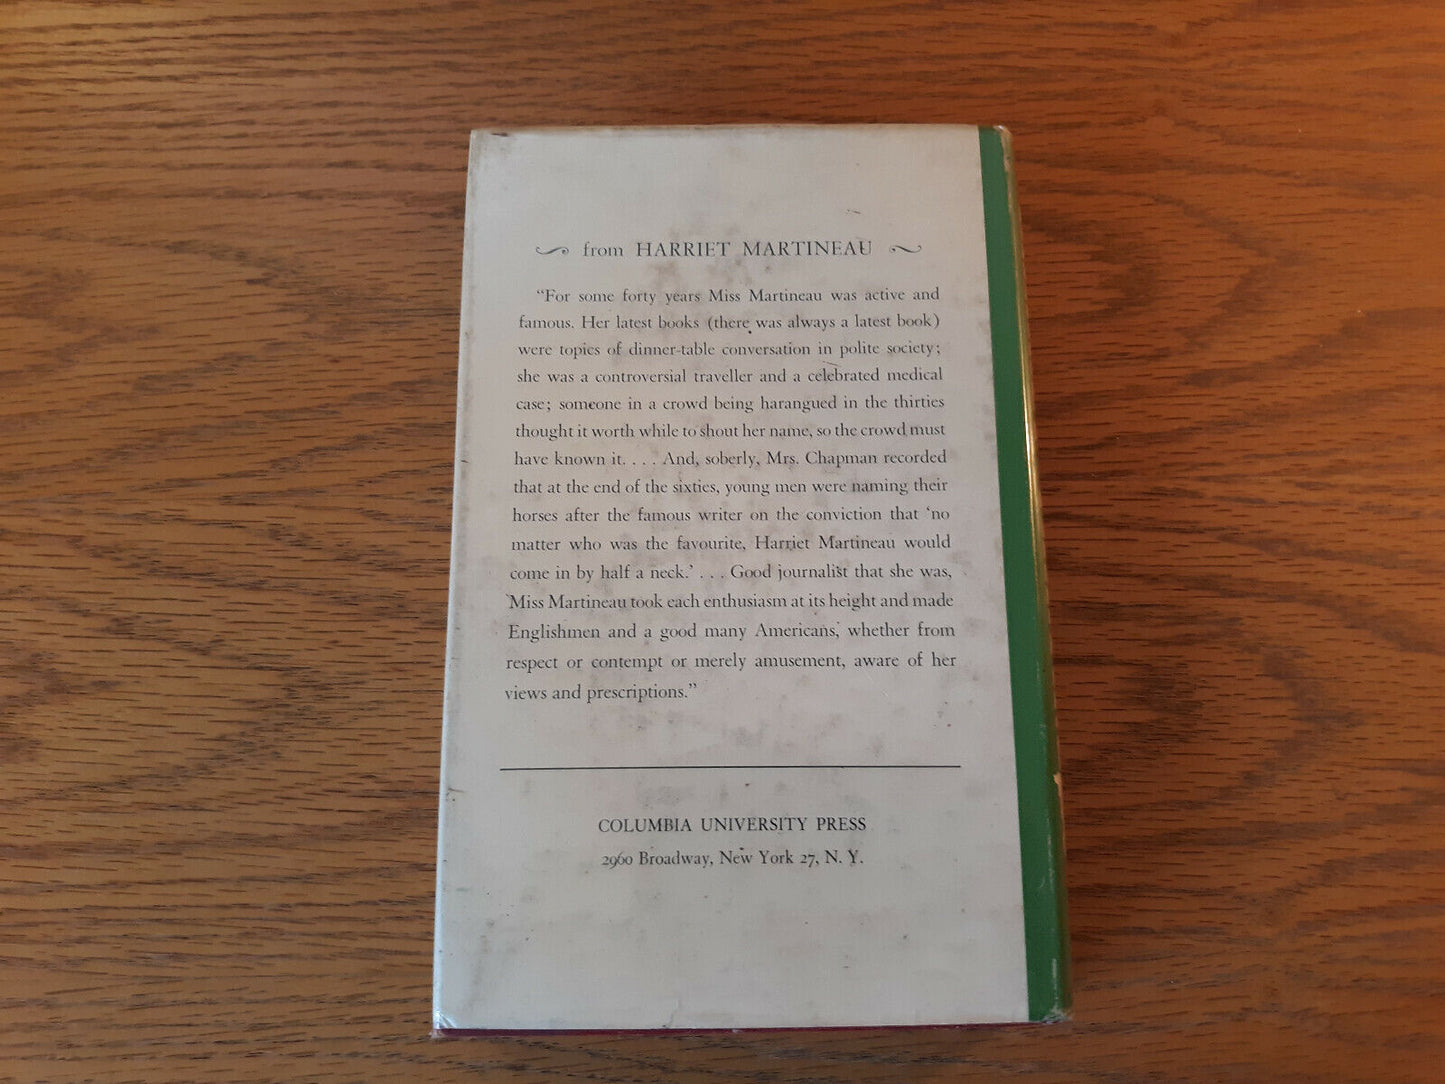 from HARRIET MARTINEAU
“For some forty years Miss Martineau was active and
famous. Her latest books (there was always a latest book)
were topics of dinner-table conversation in polite society;
she was a controversial traveller and a celebrated medical
case; someone in a crowd being harangued in the thirties
thought it worth while to shout her name, so the crowd must
have known it. . . . And, soberly, Mrs. Chapman recorded
that at the end of the sixties, young men were naming their
horses after the famous writer on the conviction that ‘no
matter who was the favourite, Harriet Martineau would
come in by half a neck.’ . . . Good journalist that she was,
Miss Martineau took each enthusiasm at its height and made
Englishmen and a good many Americans, whether from
respect or contempt or merely amusement, aware of her
views and prescriptions.”
COLUMBIA UNIVERSITY PRESS
2960 Broadway, New York 27, N. Y.